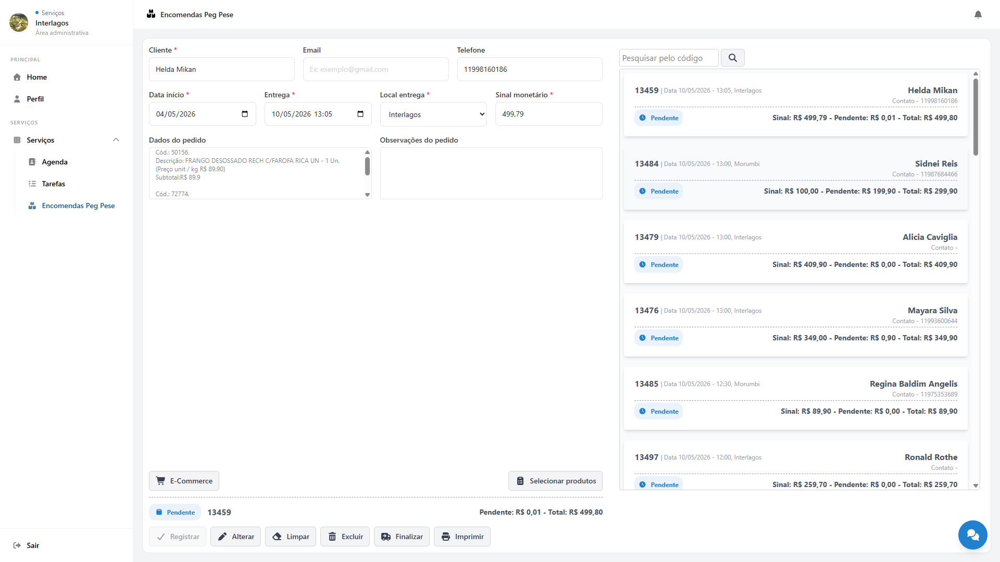 Serviços
Interlagos
Área administrativa
PRINCIPAL
Home
Perfil
SERVIÇOS
Serviços
Agenda
Tarefas
Encomendas Peg Pese
Sair
Encomendas Peg Pese
Cliente *
Helda Mikan
Email
Ex: exemplo@gmail.com
Telefone
11998160186
Data início *
04/05/2026
Entrega *
10/05/2026 13:05
Local entrega *
Interlagos
Sinal monetário *
499,79
Dados do pedido
Cód.: 50156.
Descrição: FRANGO DESOSSADO RECH C/FAROFA RICA UN - 1 Un.
(Preço unit / kg R$ 89.90)
Subtotal:R$ 89.9
Cód.: 72774.
Observações do pedido
E-Commerce
Selecionar produtos
Pendente
13459
Pendente: R$ 0,01 - Total: R$ 499,80
Registrar
Alterar
Limpar
Excluir
Finalizar
Imprimir
Pesquisar pelo código
13459 | Data 10/05/2026 - 13:05, Interlagos
Helda Mikan
Contato - 11998160186
Pendente
Sinal: R$ 499,79 - Pendente: R$ 0,01 - Total: R$ 499,80
13484 | Data 10/05/2026 - 13:00, Morumbi
Sidnei Reis
Contato - 11987684466
Pendente
Sinal: R$ 100,00 - Pendente: R$ 199,90 - Total: R$ 299,90
13479 | Data 10/05/2026 - 13:00, Interlagos
Alicia Caviglia
Contato -
Pendente
Sinal: R$ 409,90 - Pendente: R$ 0,00 - Total: R$ 409,90
13476 | Data 10/05/2026 - 13:00, Interlagos
Mayara Silva
Contato - 11993600644
Pendente
Sinal: R$ 349,00 - Pendente: R$ 0,90 - Total: R$ 349,90
13485 | Data 10/05/2026 - 12:30, Morumbi
Regina Baldim Angelis
Contato - 11975353689
Pendente
Sinal: R$ 89,90 - Pendente: R$ 0,00 - Total: R$ 89,90
13497 | Data 10/05/2026 - 12:00, Interlagos
Ronald Rothe
Contato -
Pendente
Sinal: R$ 259,70 - Pendente: R$ 0,00 - Total: R$ 259,70